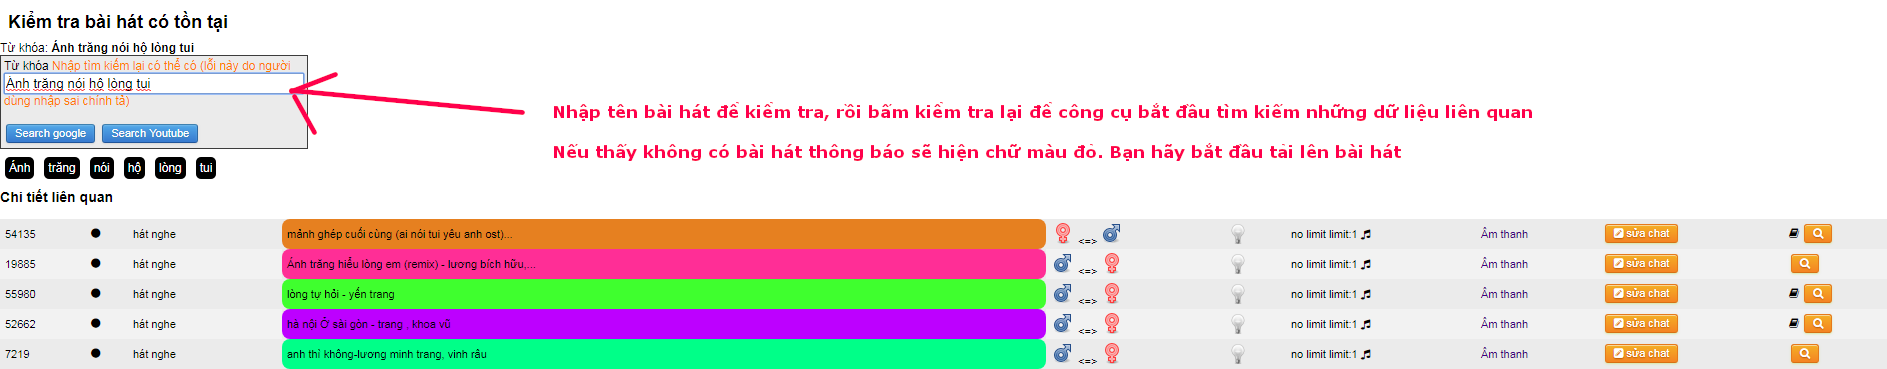 Kiểm tra bài hát có tồn tại
Từ khóa: Ánh trăng nói hộ lòng tui
Từ khóa Nhập tìm kiếm lại có thể có (lỗi này do người
Ánh trăng nói hộ lòng tui
dùng nhập sai chính tả)
Search google Search Youtube
Ánh trăng nói hộ lòng tui
Nhập tên bài hát để kiểm tra, rồi bấm kiểm tra lại để công cụ bắt đầu tìm kiếm những dữ liệu liên quan
Nếu thấy không có bài hát thông báo sẽ hiện chữ màu đỏ. Bạn hãy bắt đầu tải lên bài hát
Chi tiết liên quan
54135 hát nghe mảnh ghép cuối cùng (ai nói tui yêu anh ost)... <=> no limit limit:1 Âm thanh sửa chat
19885 hát nghe Ánh trăng hiểu lòng em (remix) - lương bích hữu,... <=> no limit limit:1 Âm thanh sửa chat
55980 hát nghe lòng tự hỏi - yến trang <=> no limit limit:1 Âm thanh sửa chat
52662 hát nghe hà nội Ở sài gòn - trang , khoa vũ <=> no limit limit:1 Âm thanh sửa chat
7219 hát nghe anh thì không-lương minh trang, vinh râu <=> no limit limit:1 Âm thanh sửa chat